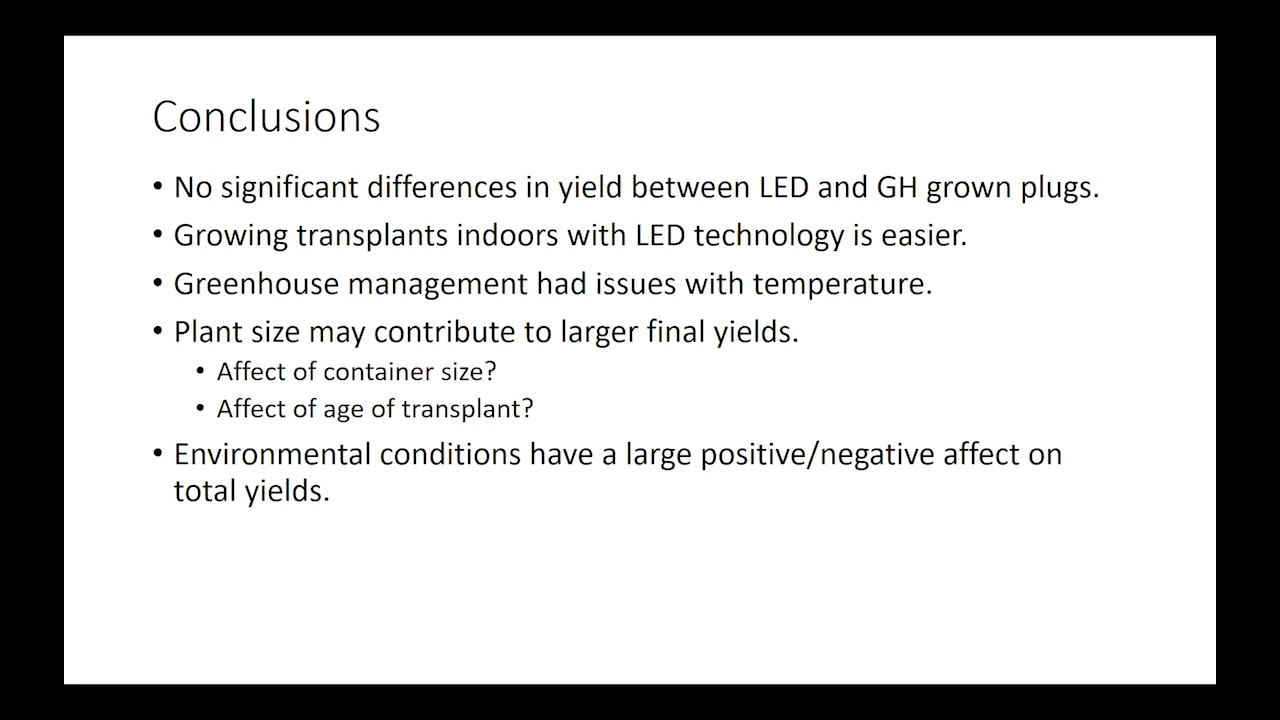 Conclusions
• No significant differences in yield between LED and GH grown plugs.
• Growing transplants indoors with LED technology is easier.
• Greenhouse management had issues with temperature.
• Plant size may contribute to larger final yields.
• Affect of container size?
• Affect of age of transplant?
• Environmental conditions have a large positive/negative affect on
total yields.